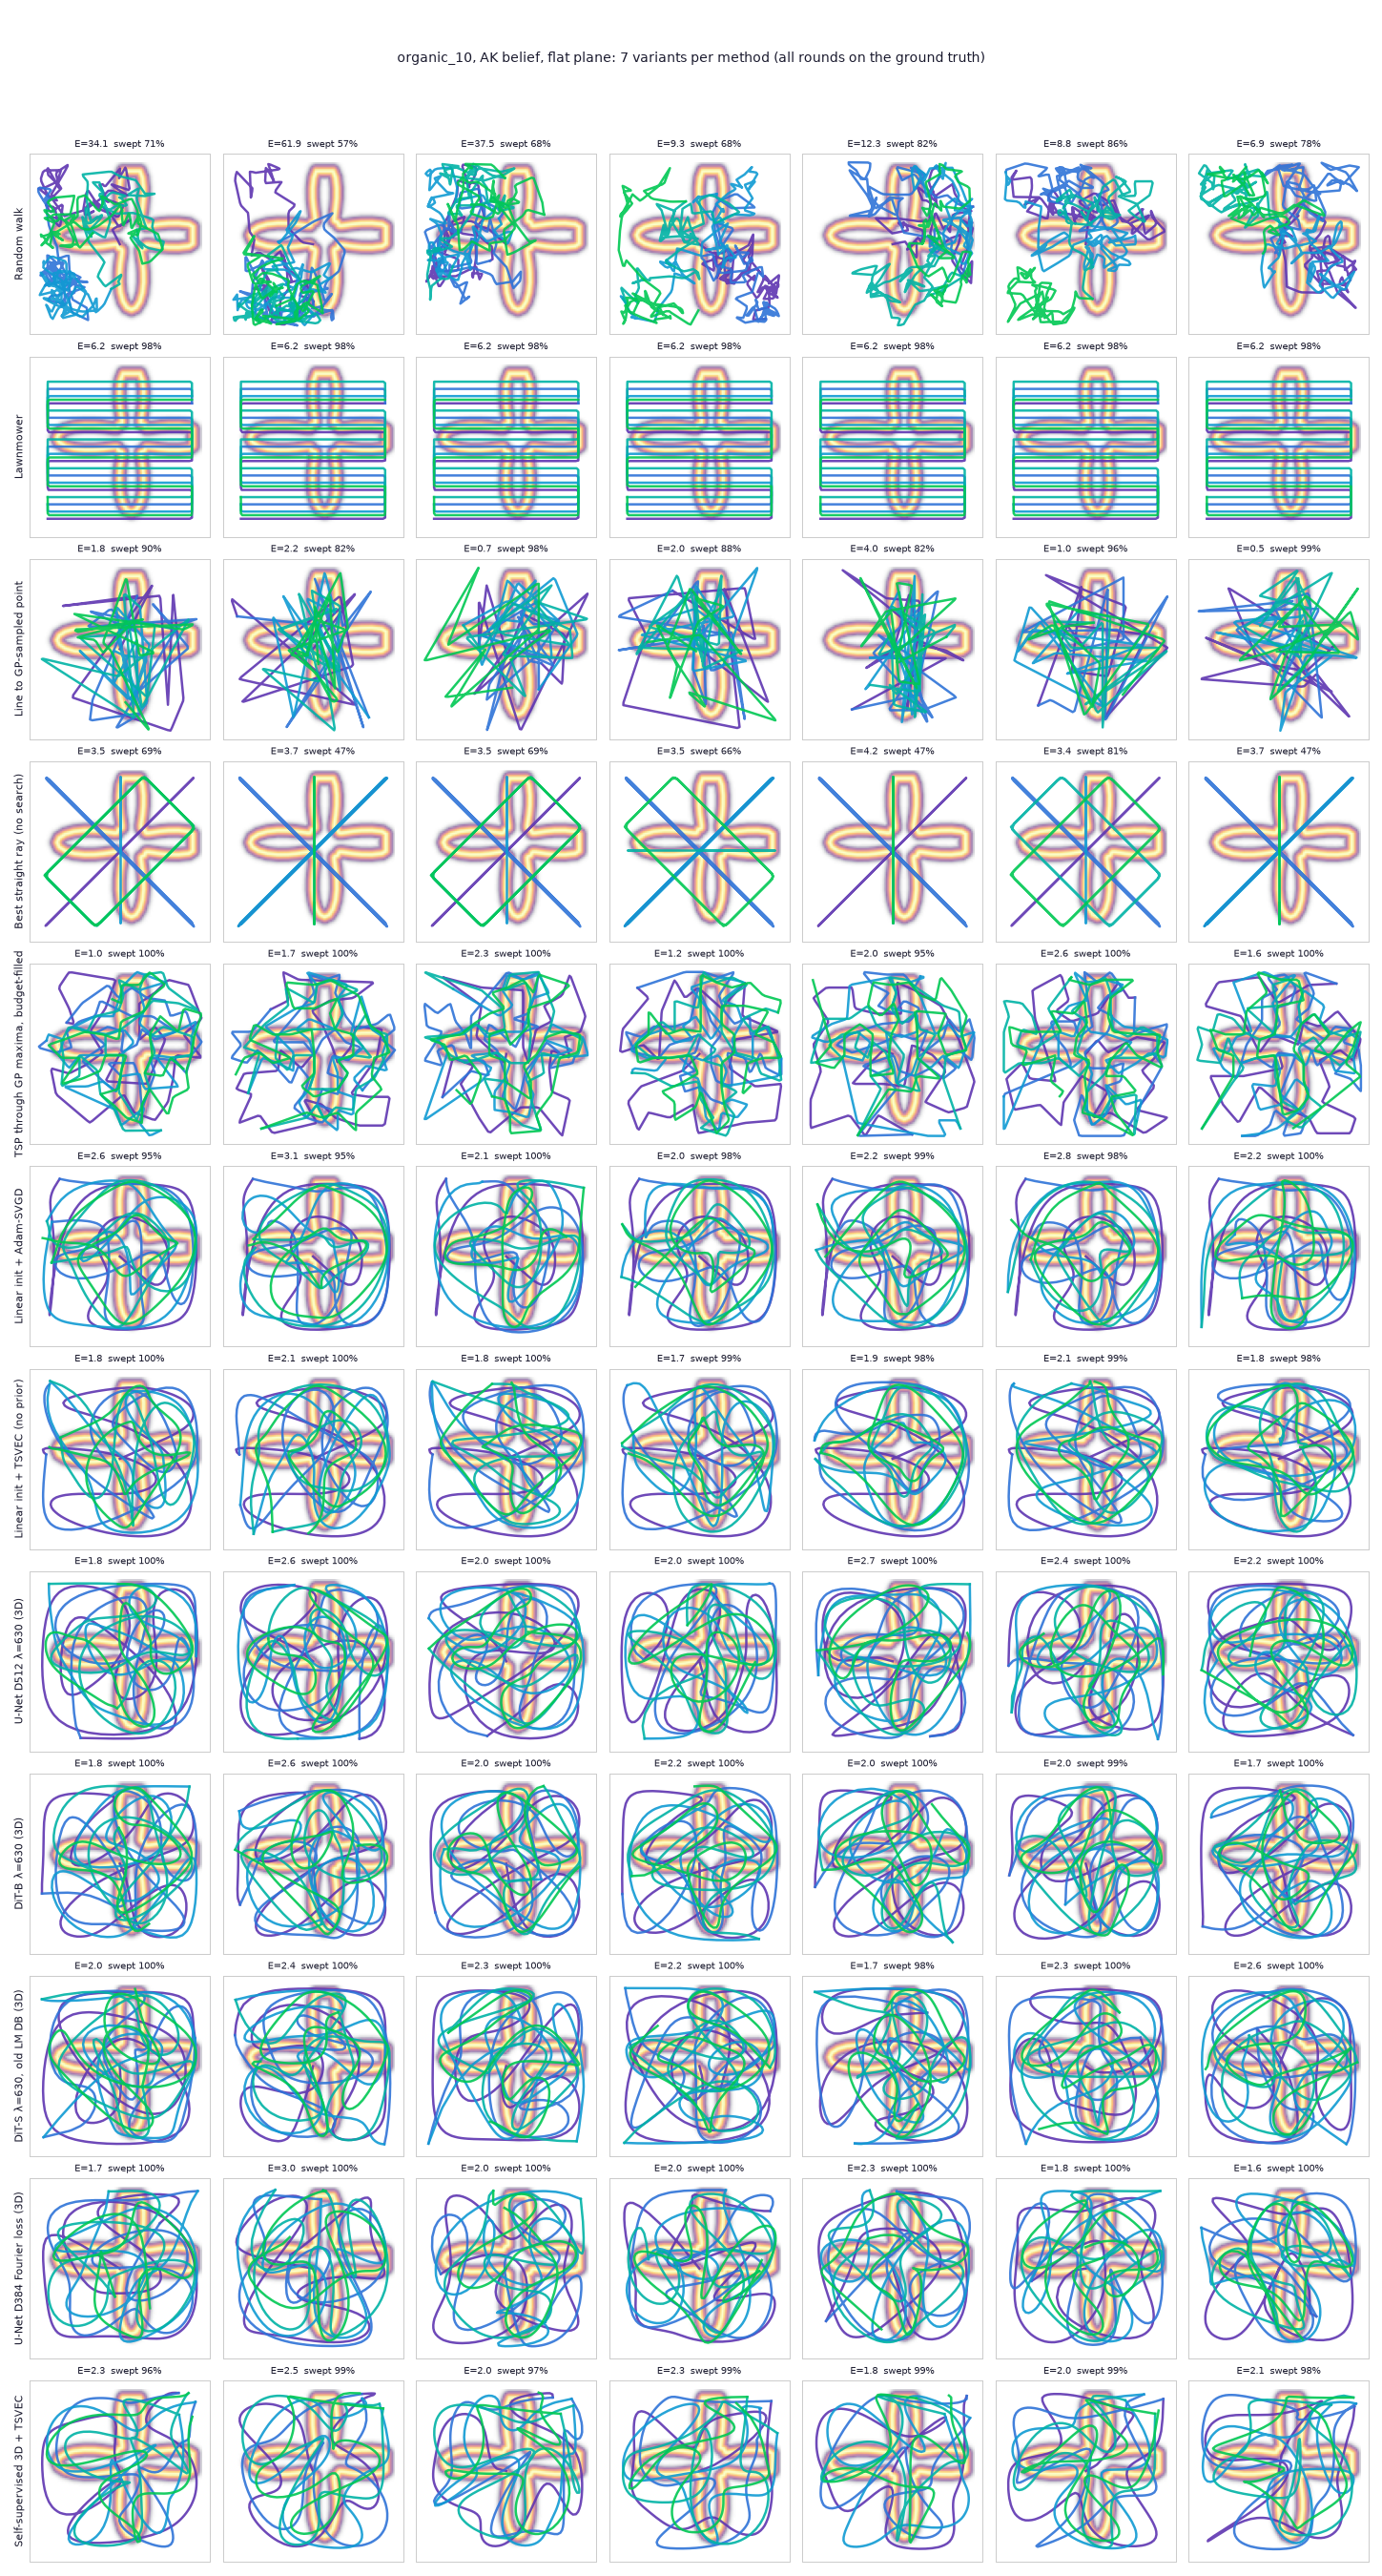 organic_10, AK belief, flat plane: 7 variants per method (all rounds on the ground truth)
Random walk
E=34.1 swept 71%
E=61.9 swept 57%
E=37.5 swept 68%
E=9.3 swept 68%
E=12.3 swept 82%
E=8.8 swept 86%
E=6.9 swept 78%
Lawnmower
E=6.2 swept 98%
E=6.2 swept 98%
E=6.2 swept 98%
E=6.2 swept 98%
E=6.2 swept 98%
E=6.2 swept 98%
E=6.2 swept 98%
Line to GP-sampled point
E=1.8 swept 90%
E=2.2 swept 82%
E=0.7 swept 98%
E=2.0 swept 88%
E=4.0 swept 82%
E=1.0 swept 96%
E=0.5 swept 99%
Best straight ray (no search)
E=3.5 swept 69%
E=3.7 swept 47%
E=3.5 swept 69%
E=3.5 swept 66%
E=4.2 swept 47%
E=3.4 swept 81%
E=3.7 swept 47%
TSP through GP maxima, budget-filled
E=1.0 swept 100%
E=1.7 swept 100%
E=2.3 swept 100%
E=1.2 swept 100%
E=2.0 swept 95%
E=2.6 swept 100%
E=1.6 swept 100%
Linear init + Adam-SVGD
E=2.6 swept 95%
E=3.1 swept 95%
E=2.1 swept 100%
E=2.0 swept 98%
E=2.2 swept 99%
E=2.8 swept 98%
E=2.2 swept 100%
Linear init + TSVEC (no prior)
E=1.8 swept 100%
E=2.1 swept 100%
E=1.8 swept 100%
E=1.7 swept 99%
E=1.9 swept 98%
E=2.1 swept 99%
E=1.8 swept 98%
U-Net D512 λ=630 (3D)
E=1.8 swept 100%
E=2.6 swept 100%
E=2.0 swept 100%
E=2.0 swept 100%
E=2.7 swept 100%
E=2.4 swept 100%
E=2.2 swept 100%
DiT-B λ=630 (3D)
E=1.8 swept 100%
E=2.6 swept 100%
E=2.0 swept 100%
E=2.2 swept 100%
E=2.0 swept 100%
E=2.0 swept 99%
E=1.7 swept 100%
DiT-S λ=630, old LM DB (3D)
E=2.0 swept 100%
E=2.4 swept 100%
E=2.3 swept 100%
E=2.2 swept 100%
E=1.7 swept 98%
E=2.3 swept 100%
E=2.6 swept 100%
U-Net D384 Fourier loss (3D)
E=1.7 swept 100%
E=3.0 swept 100%
E=2.0 swept 100%
E=2.0 swept 100%
E=2.3 swept 100%
E=1.8 swept 100%
E=1.6 swept 100%
Self-supervised 3D + TSVEC
E=2.3 swept 96%
E=2.5 swept 99%
E=2.0 swept 97%
E=2.3 swept 99%
E=1.8 swept 99%
E=2.0 swept 99%
E=2.1 swept 98%